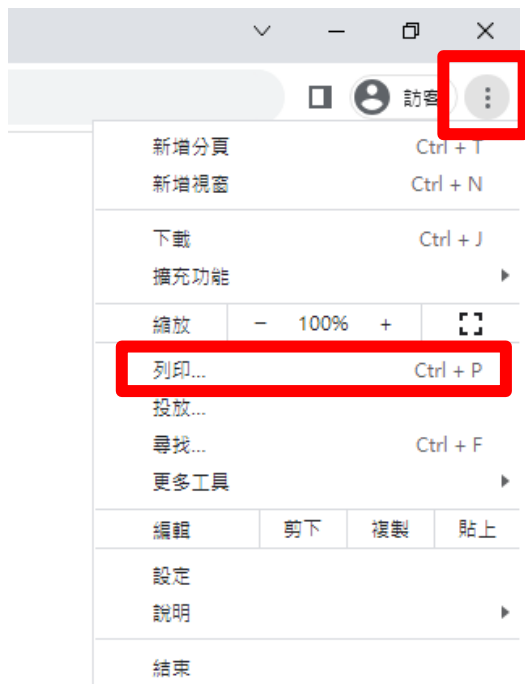 訪客
新增分頁 Ctrl + T
新增視窗 Ctrl + N
下載 Ctrl + J
擴充功能
縮放 − 100% +
列印... Ctrl + P
投放...
尋找... Ctrl + F
更多工具
編輯 剪下 複製 貼上
設定
說明
結束